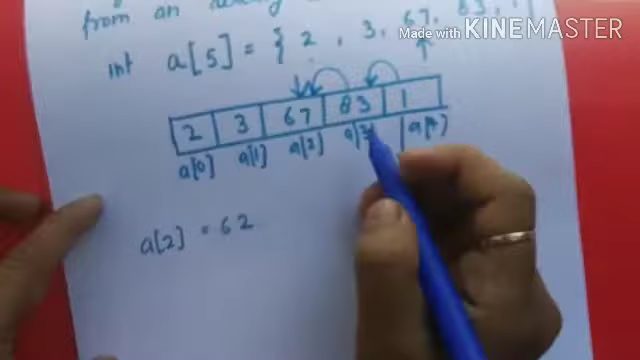 from an
Made with KINEMASTER
int a[5] = { 2 , 3 , 67, 83, 1
2 3 67 83 1
a[0] a[1] a[2] a[3] a[4]
a[2] = 62